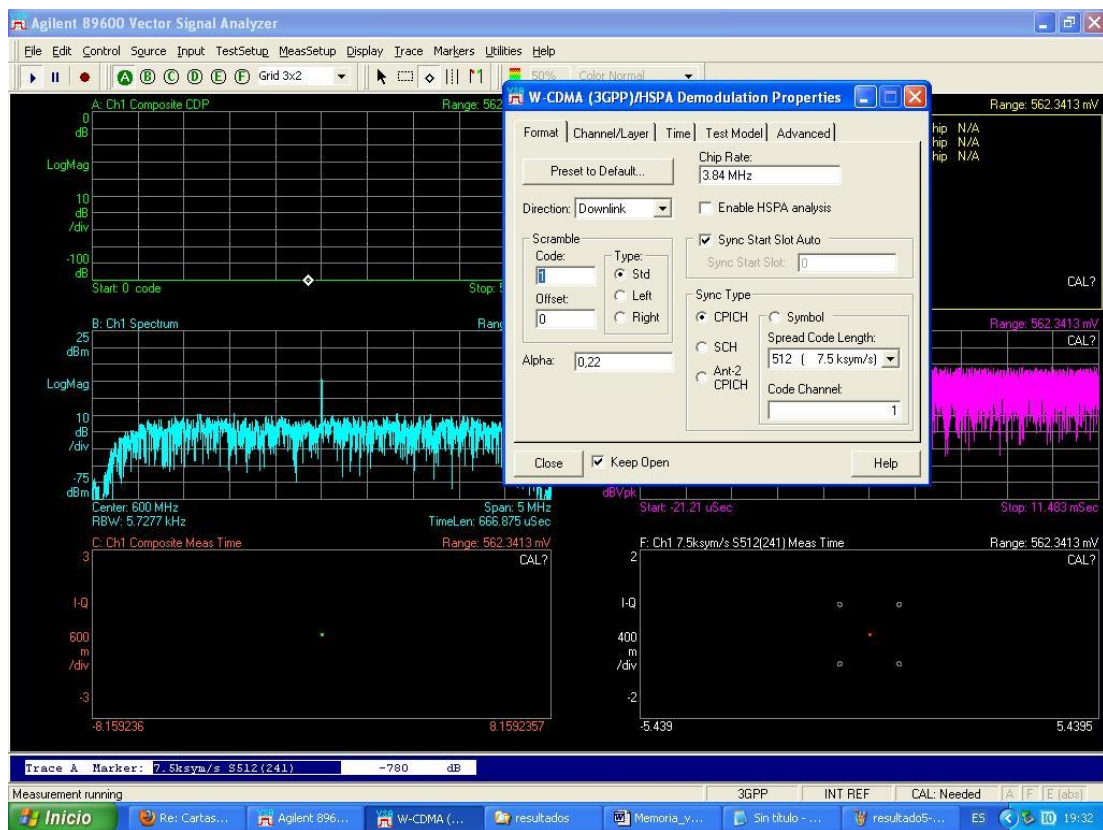 Agilent 89600 Vector Signal Analyzer
File Edit Control Source Input TestSetup MeasSetup Display Trace Markers Utilities Help
A B C D E F Grid 3x2 50% Color Normal
A: Ch1 Composite CDP Range: 562
0
dB
LogMag
10
dB
/div
-100
dB
Start: 0 code Stop: 5
Range: 562.3413 mV
hip N/A
hip N/A
hip N/A
CAL?
W-CDMA (3GPP)/HSPA Demodulation Properties
Format Channel/Layer Time Test Model Advanced
Preset to Default...
Chip Rate:
3.84 MHz
Direction: Downlink
Enable HSPA analysis
Scramble
Code:
1
Offset:
0
Type:
Std
Left
Right
Alpha: 0,22
Sync Start Slot Auto
Sync Start Slot: 0
Sync Type
CPICH
SCH
Ant-2
CPICH
Symbol
Spread Code
Length:
512 ( 7.5 ksym/s)
Code Channel:
1
Close Keep Open Help
B: Ch1 Spectrum Rang
25
dBm
LogMag
10
dB
/div
-75
dBm
Center: 600 MHz Span: 5 MHz
RBW: 5.7277 kHz TimeLen: 666.875 uSec
Range: 562.3413 mV
CAL?
dBVpk
Start: -21.21 uSec Stop: 11.483 mSec
C: Ch1 Composite Meas Time Range: 562.3413 mV
3
CAL?
I-Q
600
m
/div
-3
-8.159236 8.1592357
F: Ch1 7.5ksym/s S512(241) Meas Time Range: 562.3413 mV
2
CAL?
I-Q
400
m
/div
-2
-5.439 5.4395
Trace A Marker: 7.5ksym/s S512(241) -780 dB
Measurement running 3GPP INT REF CAL: Needed A F E (abs)
Inicio Re: Cartas... Agilent 896... W-CDMA (... resultados Memoria_v... Sin título - ... resultado5-... ES 19:32